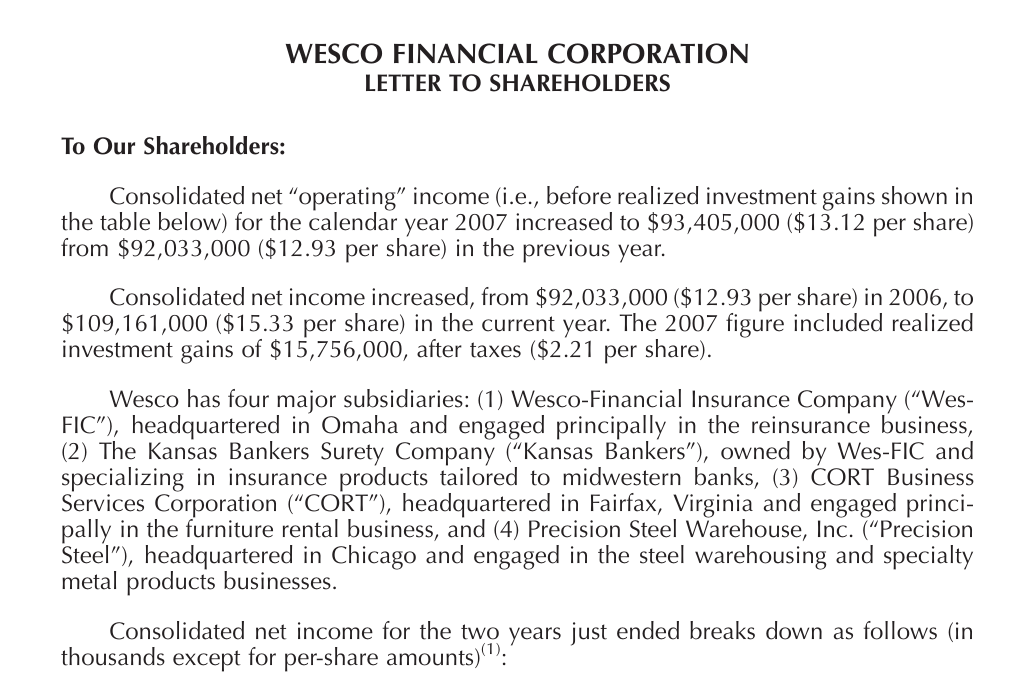 WESCO FINANCIAL CORPORATION
LETTER TO SHAREHOLDERS
To Our Shareholders:
Consolidated net “operating” income (i.e., before realized investment gains shown in
the table below) for the calendar year 2007 increased to $93,405,000 ($13.12 per share)
from $92,033,000 ($12.93 per share) in the previous year.
Consolidated net income increased, from $92,033,000 ($12.93 per share) in 2006, to
$109,161,000 ($15.33 per share) in the current year. The 2007 figure included realized
investment gains of $15,756,000, after taxes ($2.21 per share).
Wesco has four major subsidiaries: (1) Wesco-Financial Insurance Company (“Wes-
FIC”), headquartered in Omaha and engaged principally in the reinsurance business,
(2) The Kansas Bankers Surety Company (“Kansas Bankers”), owned by Wes-FIC and
specializing in insurance products tailored to midwestern banks, (3) CORT Business
Services Corporation (“CORT”), headquartered in Fairfax, Virginia and engaged princi-
pally in the furniture rental business, and (4) Precision Steel Warehouse, Inc. (“Precision
Steel”), headquartered in Chicago and engaged in the steel warehousing and specialty
metal products businesses.
Consolidated net income for the two years just ended breaks down as follows (in
thousands except for per-share amounts)(1):